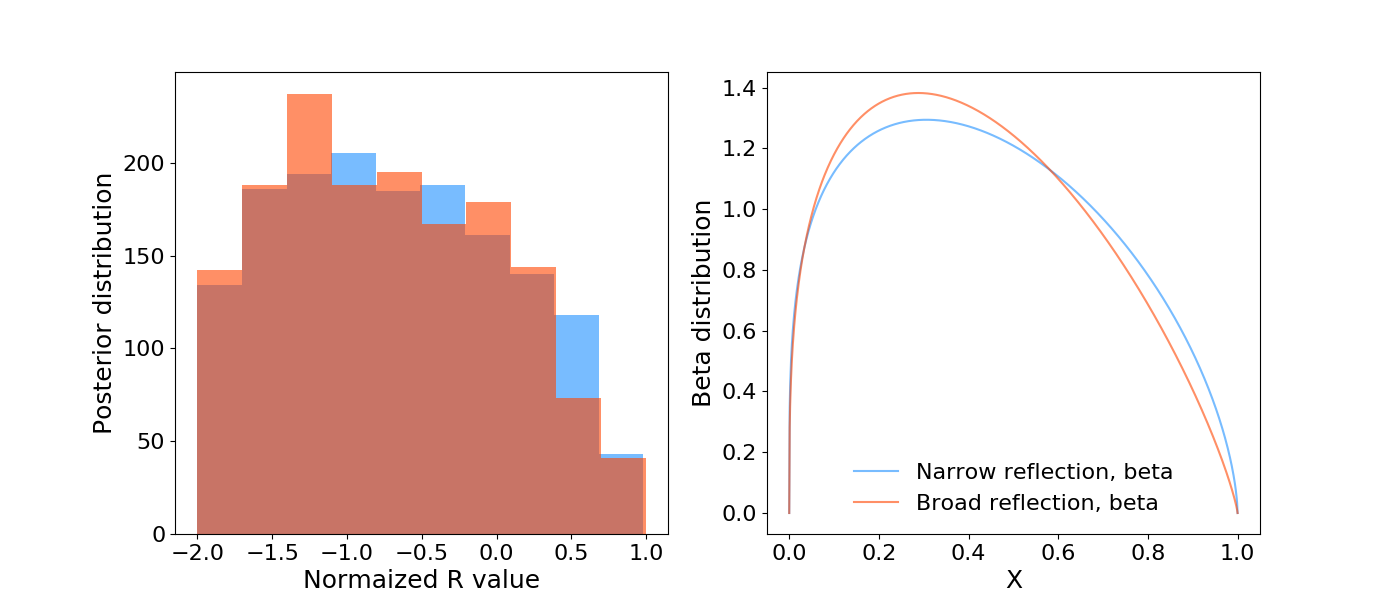 Posterior distribution
200
150
100
50
0
−2.0 −1.5 −1.0 −0.5 0.0 0.5 1.0
Normaized R value
Beta distribution
1.4
1.2
1.0
0.8
0.6
0.4
0.2
0.0
Narrow reflection, beta
Broad reflection, beta
0.0 0.2 0.4 0.6 0.8 1.0
X